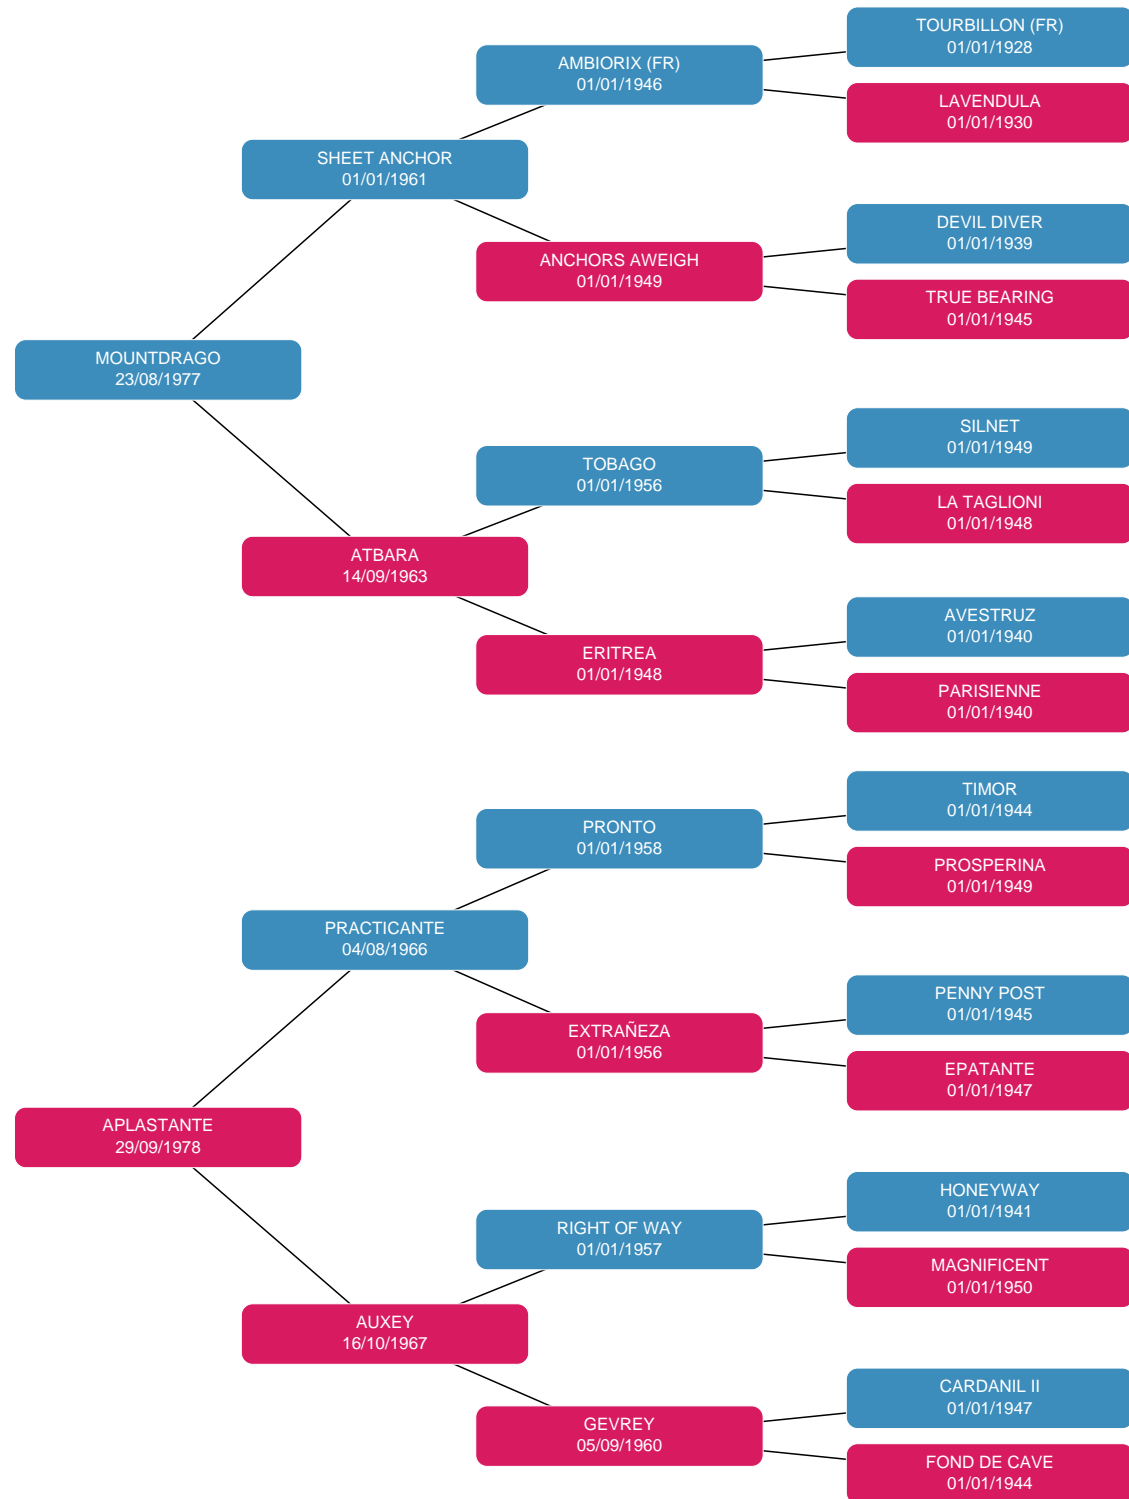 TOURBILLON (FR)
01/01/1928
AMBIORIX (FR)
01/01/1946
LAVENDULA
01/01/1930
SHEET ANCHOR
01/01/1961
DEVIL DIVER
01/01/1939
ANCHORS AWEIGH
01/01/1949
TRUE BEARING
01/01/1945
MOUNTDRAGO
23/08/1977
SILNET
01/01/1949
TOBAGO
01/01/1956
LA TAGLIONI
01/01/1948
ATBARA
14/09/1963
AVESTRUZ
01/01/1940
ERITREA
01/01/1948
PARISIENNE
01/01/1940
TIMOR
01/01/1944
PRONTO
01/01/1958
PROSPERINA
01/01/1949
PRACTICANTE
04/08/1966
PENNY POST
01/01/1945
EXTRAÑEZA
01/01/1956
EPATANTE
01/01/1947
APLASTANTE
29/09/1978
HONEYWAY
01/01/1941
RIGHT OF WAY
01/01/1957
MAGNIFICENT
01/01/1950
AUXEY
16/10/1967
CARDANIL II
01/01/1947
GEVREY
05/09/1960
FOND DE CAVE
01/01/1944